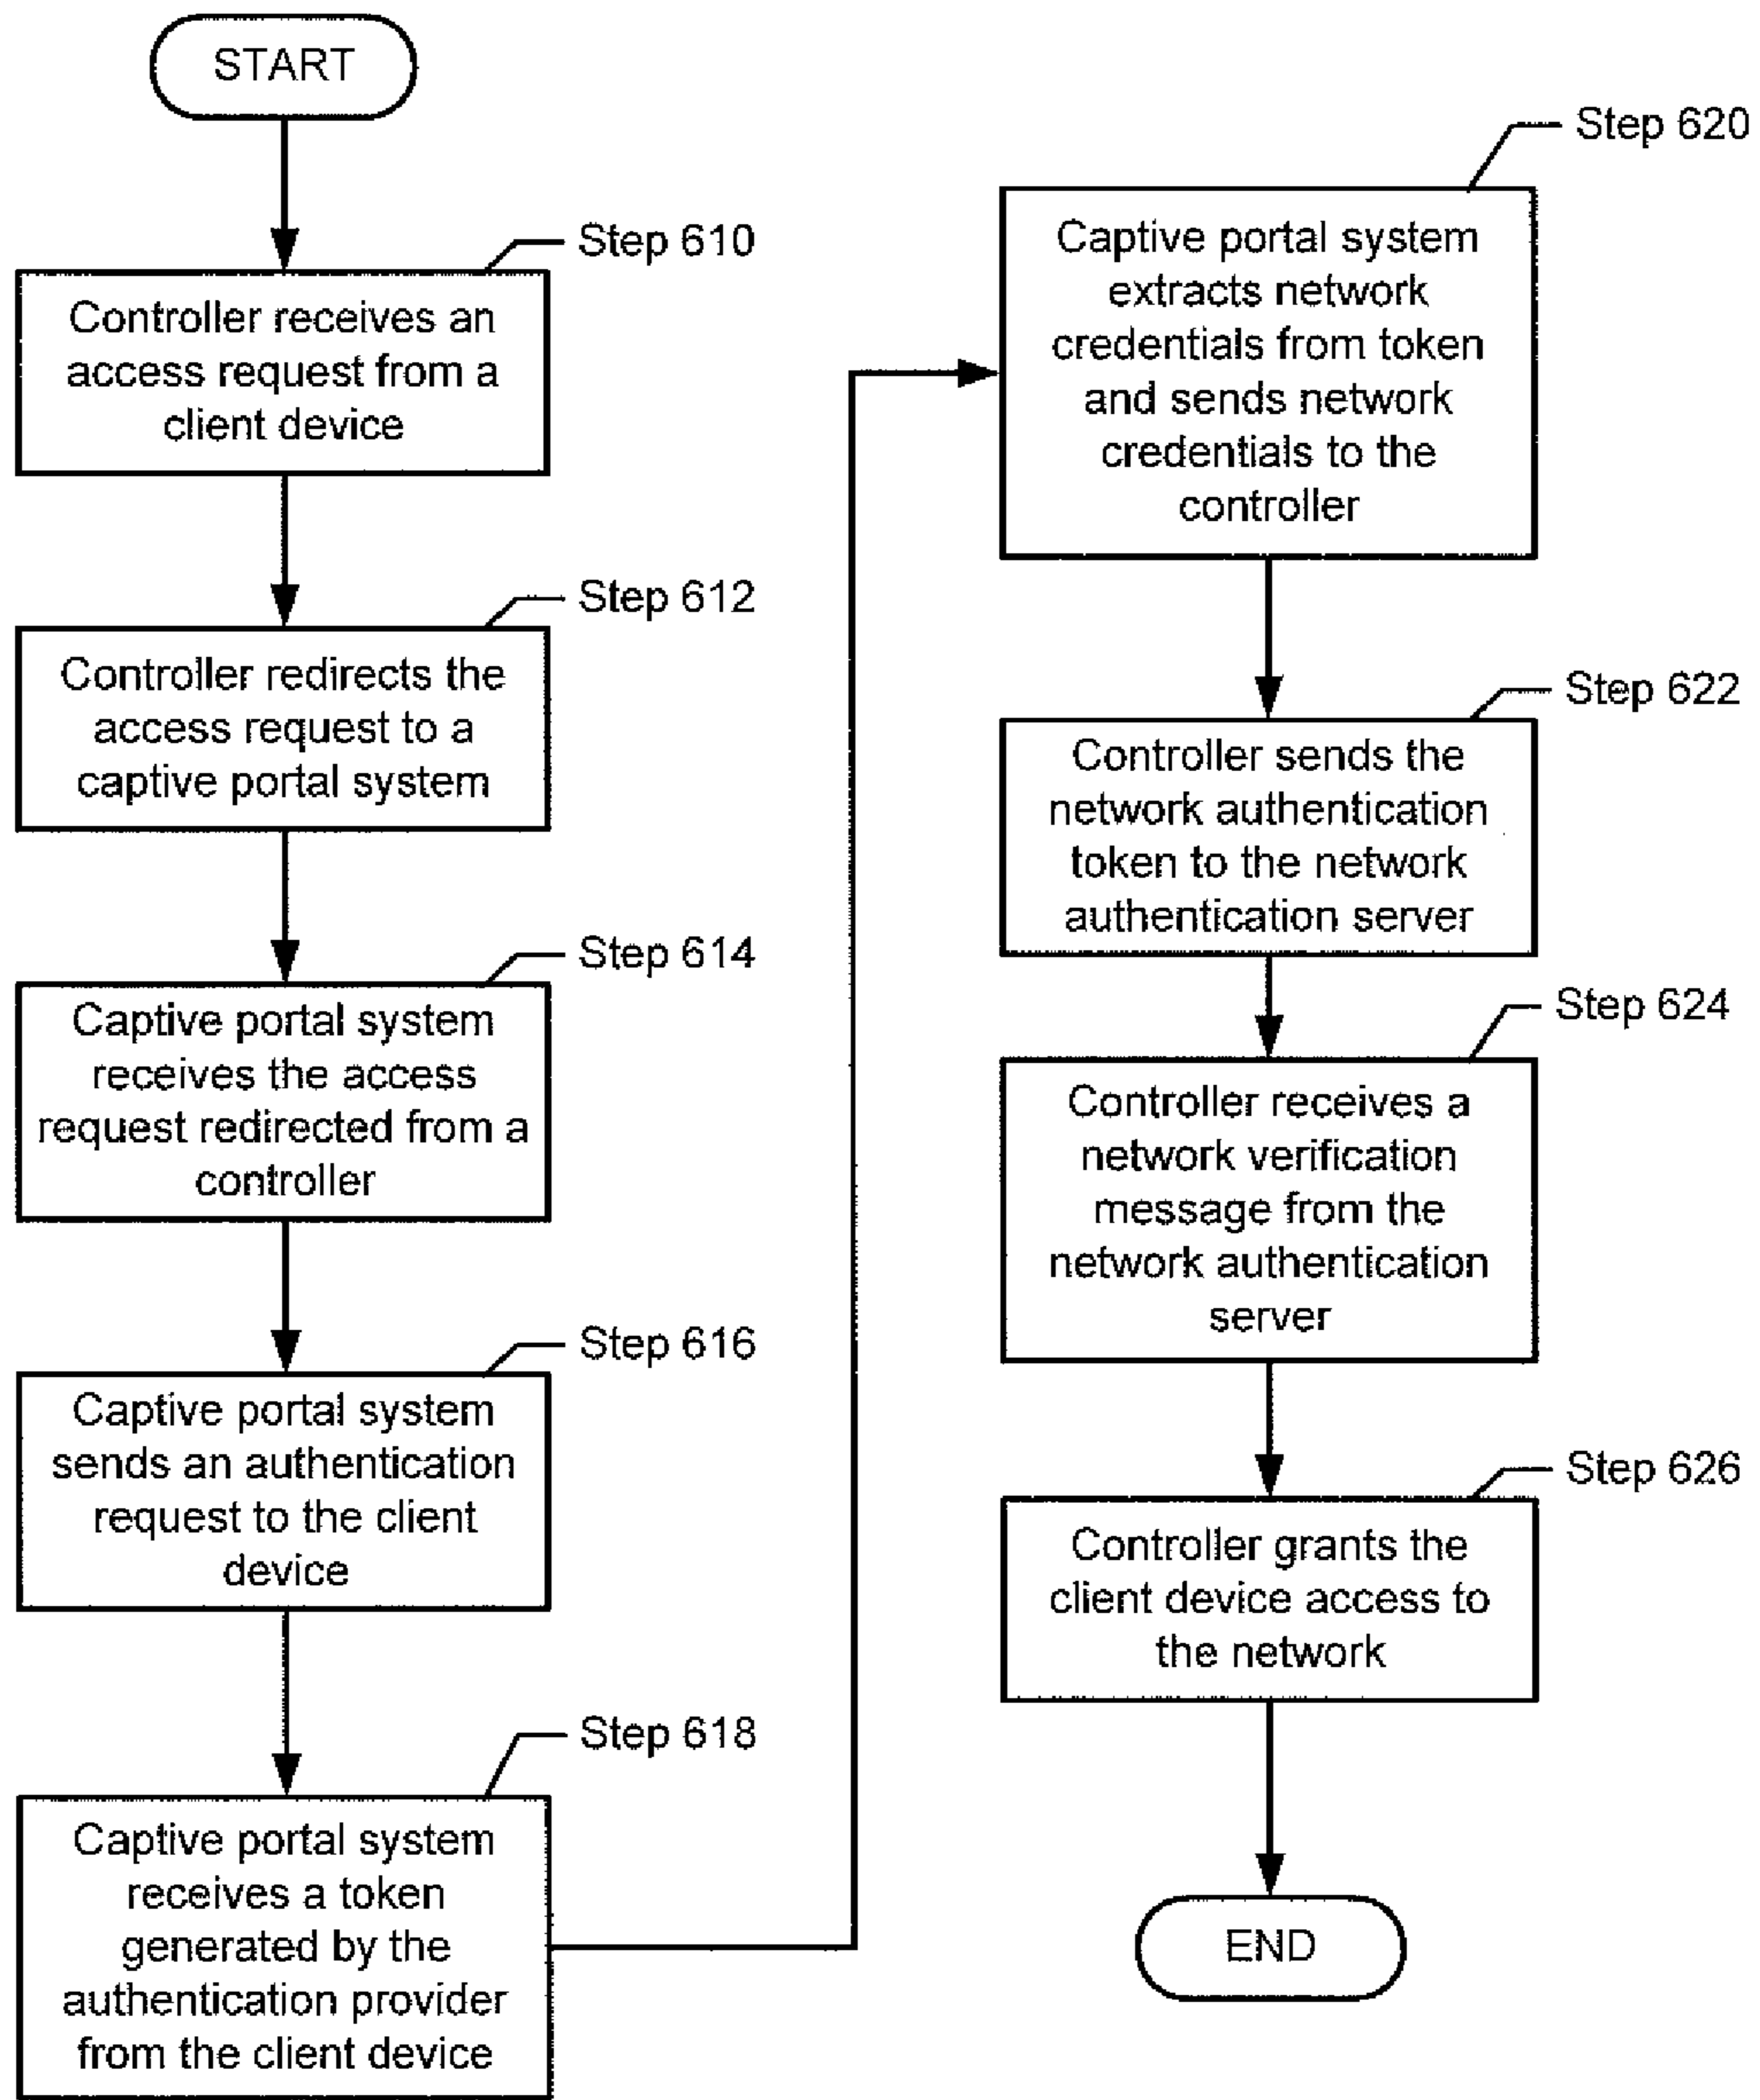 START
Step 610
Controller receives an
access request from a
client device
Step 612
Controller redirects the
access request to a
captive portal system
Step 614
Captive portal system
receives the access
request redirected from a
controller
Step 616
Captive portal system
sends an authentication
request to the client
device
Step 618
Captive portal system
receives a token
generated by the
authentication provider
from the client device
Step 620
Captive portal system
extracts network
credentials from token
and sends network
credentials to the
controller
Step 622
Controller sends the
network authentication
token to the network
authentication server
Step 624
Controller receives a
network verification
message from the
network authentication
server
Step 626
Controller grants the
client device access to
the network
END